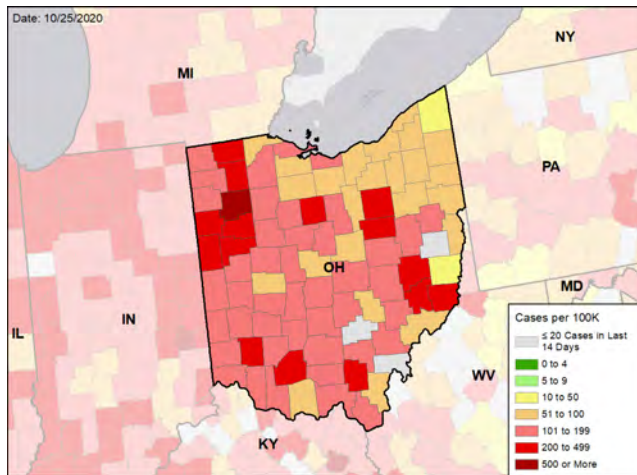 Date: 10/25/2020
NY
MI
PA
OH
MD
IN
IL
WV
KY
Cases per 100K
≤ 20 Cases in Last
14 Days
0 to 4
5 to 9
10 to 50
51 to 100
101 to 199
200 to 499
500 or More